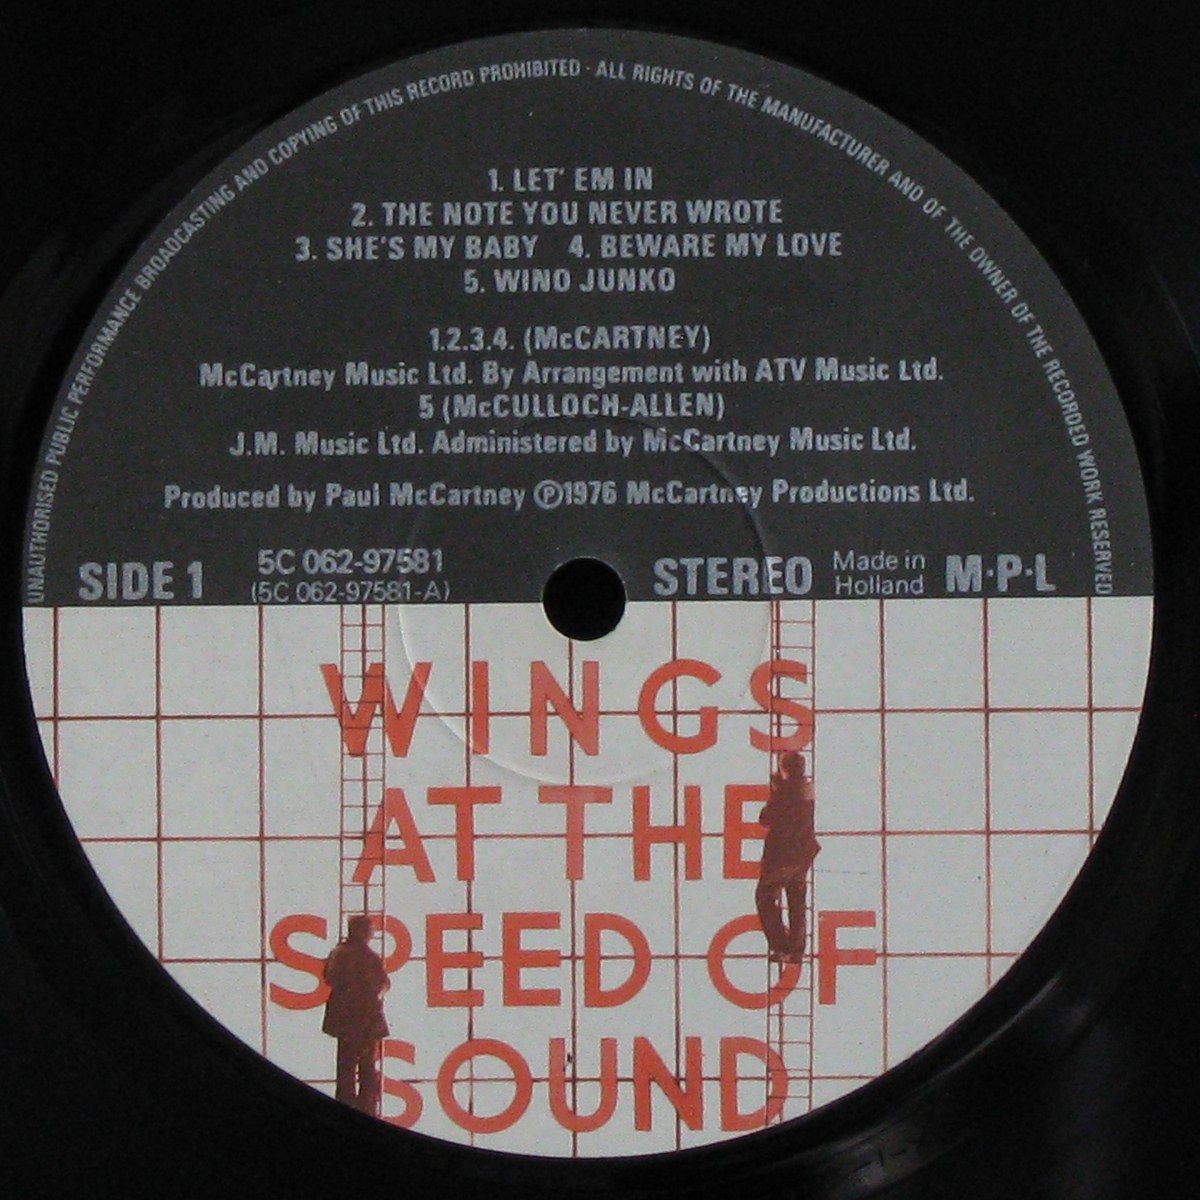 UNAUTHORISED PUBLIC PERFORMANCE BROADCASTING AND COPYING OF THIS RECORD PROHIBITED · ALL RIGHTS OF THE MANUFACTURER AND OF THE OWNER OF THE RECORDED WORK RESERVED
1. LET' EM IN
2. THE NOTE YOU NEVER WROTE
3. SHE'S MY BABY 4. BEWARE MY LOVE
5. WINO JUNKO
1.2.3.4. (McCARTNEY)
McCartney Music Ltd. By Arrangement with ATV Music Ltd.
5 (McCULLOCH-ALLEN)
J.M. Music Ltd. Administered by McCartney Music Ltd.
Produced by Paul McCartney ℗1976 McCartney Productions Ltd.
SIDE 1
5C 062-97581
(5C 062-97581-A)
STEREO
Made in
Holland
M·P·L
WINGS
AT THE
SPEED OF
SOUND